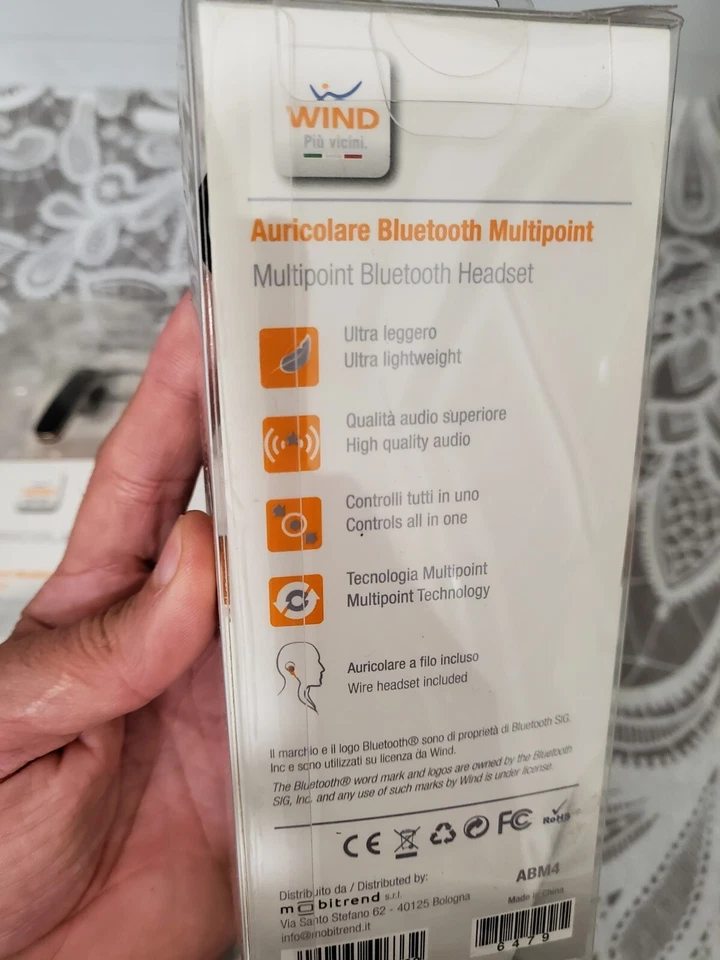 WIND
Più vicini.
Auricolare Bluetooth Multipoint
Multipoint Bluetooth Headset
Ultra leggero
Ultra lightweight
Qualità audio superiore
High quality audio
Controlli tutti in uno
Controls all in one
Tecnologia Multipoint
Multipoint Technology
Auricolare a filo incluso
Wire headset included
Il marchio e il logo Bluetooth® sono di proprietà di Bluetooth SIG,
Inc e sono utilizzati su licenza da Wind.
The Bluetooth® word mark and logos are owned by the Bluetooth
SIG, Inc. and any use of such marks by Wind is under license.
CE FC RoHS
Distribuito da / Distributed by:
mobitrend s.r.l.
Via Santo Stefano 62 - 40125 Bologna
info@mobitrend.it
ABM4
Made in China
6479
WIND